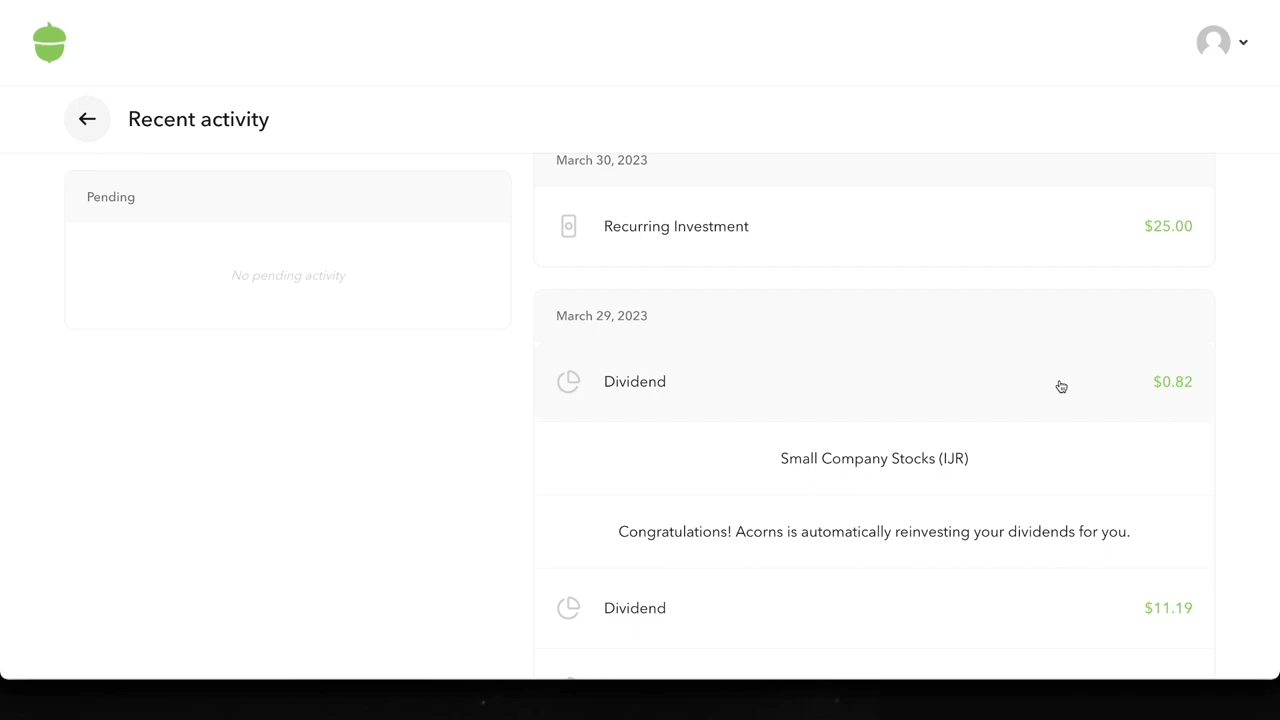 Recent activity
Pending
No pending activity
March 30, 2023
Recurring Investment $25.00
March 29, 2023
Dividend $0.82
Small Company Stocks (IJR)
Congratulations! Acorns is automatically reinvesting your dividends for you.
Dividend $11.19